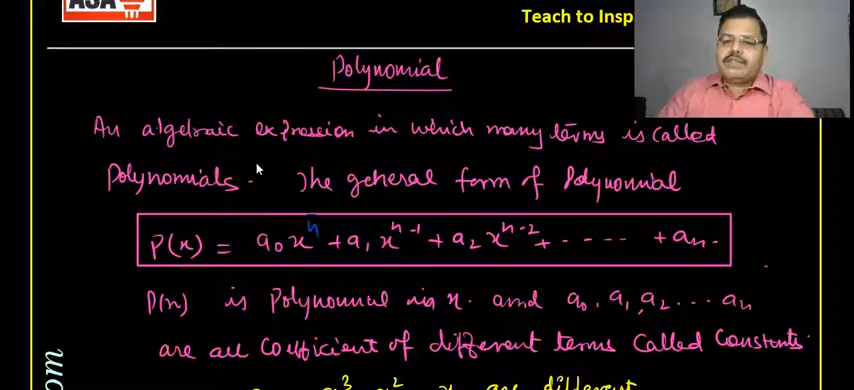 ASA
Teach to Insp
Polynomial
An algebraic expression in which many terms is called
Polynomials. The general form of Polynomial
P(x) = a₀xⁿ + a₁xⁿ⁻¹ + a₂xⁿ⁻² + - - - - - + aₙ.
P(x) is Polynomial in x. and a₀, a₁, a₂ ... aₙ
are all coefficient of different terms called Constants.
x³ x² x are different
om